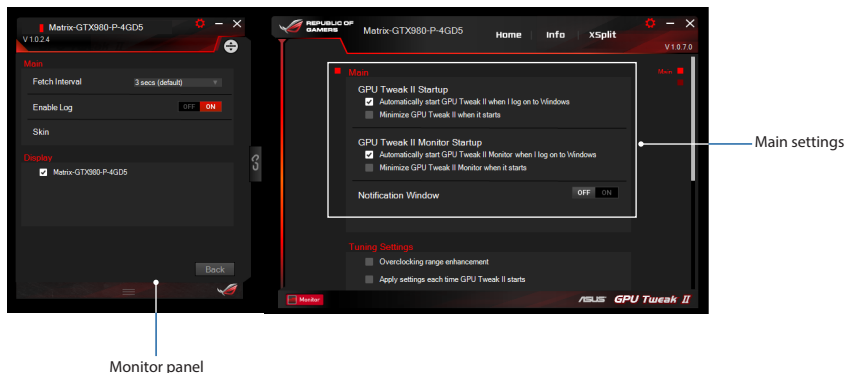 Matrix-GTX980-P-4GD5
V 1.0.2.4
Main
Fetch Interval 3 secs (default)
Enable Log OFF ON
Skin
Display
Matrix-GTX980-P-4GD5
Back
REPUBLIC OF
GAMERS
Matrix-GTX980-P-4GD5
Home Info XSplit
V 1.0.7.0
Main
Main
GPU Tweak II Startup
Automatically start GPU Tweak II when I log on to Windows
Minimize GPU Tweak II when it starts
GPU Tweak II Monitor Startup
Automatically start GPU Tweak II Monitor when I log on to Windows
Minimize GPU Tweak II Monitor when it starts
Notification Window OFF ON
Tuning Settings
Overclocking range enhancement
Apply settings each time GPU Tweak II starts
Monitor
ASUS GPU Tweak II
Main settings
Monitor panel